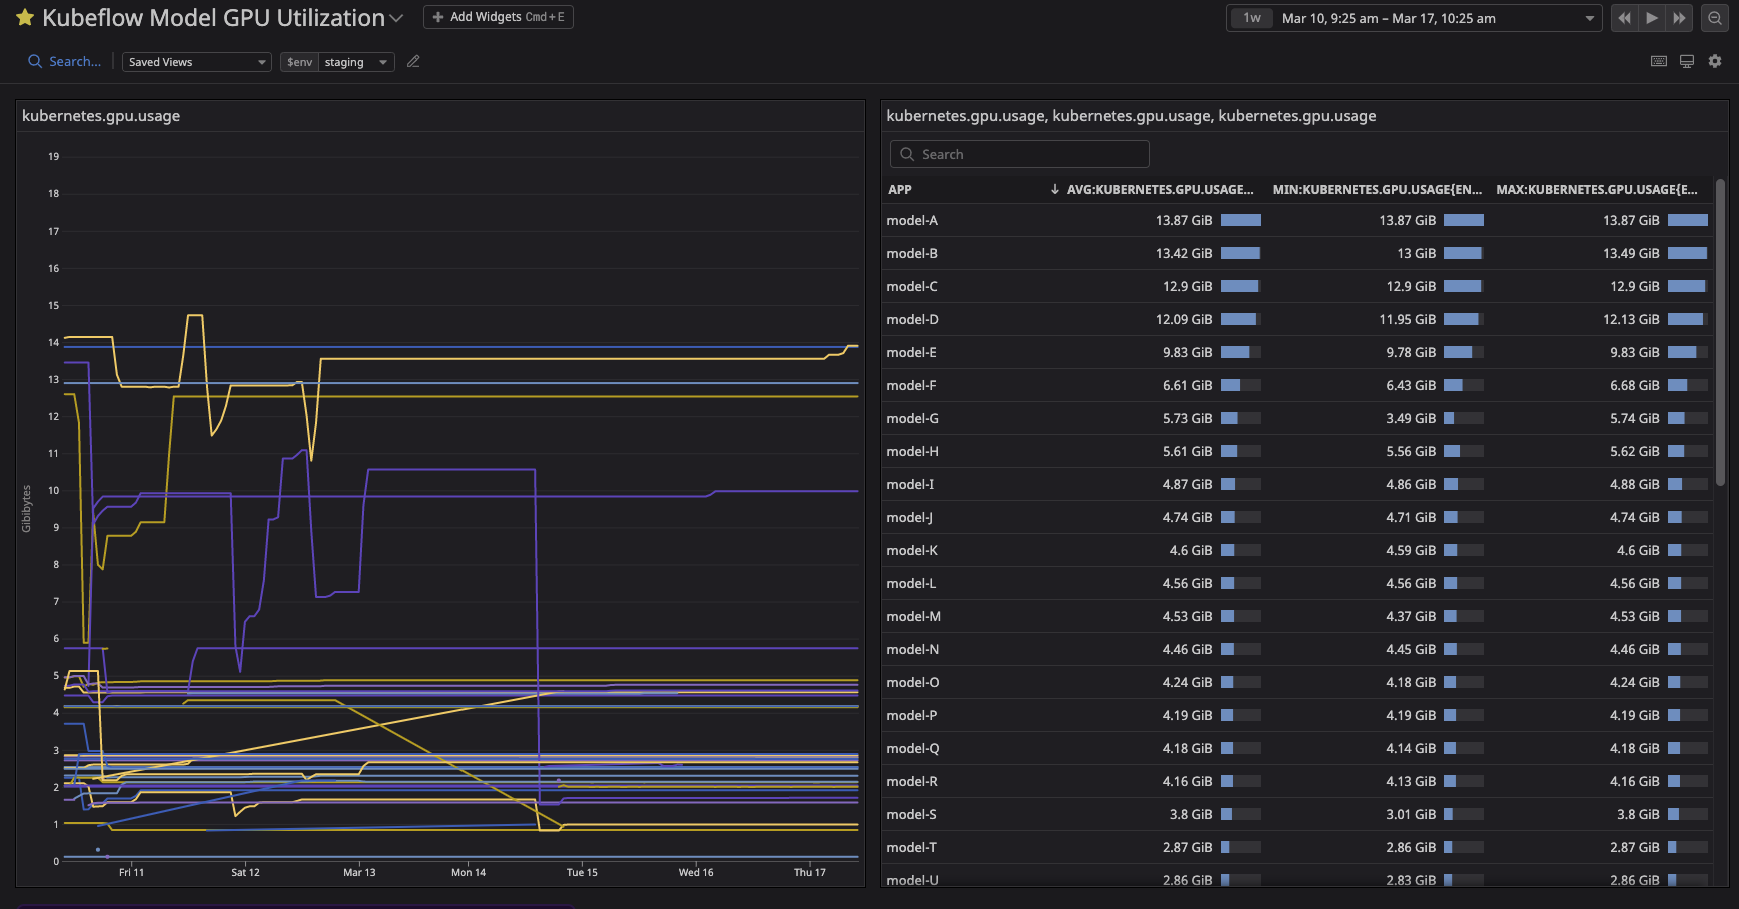 Kubeflow Model GPU Utilization
Add Widgets Cmd+E
1w Mar 10, 9:25 am – Mar 17, 10:25 am
Search...
Saved Views
$env staging
kubernetes.gpu.usage
19
18
17
16
15
14
13
12
11
10
9
8
7
6
5
4
3
2
1
0
Gibibytes
Fri 11 Sat 12 Mar 13 Mon 14 Tue 15 Wed 16 Thu 17
kubernetes.gpu.usage, kubernetes.gpu.usage, kubernetes.gpu.usage
Search
APP AVG:KUBERNETES.GPU.USAGE... MIN:KUBERNETES.GPU.USAGE{EN... MAX:KUBERNETES.GPU.USAGE{E...
model-A 13.87 GiB 13.87 GiB 13.87 GiB
model-B 13.42 GiB 13 GiB 13.49 GiB
model-C 12.9 GiB 12.9 GiB 12.9 GiB
model-D 12.09 GiB 11.95 GiB 12.13 GiB
model-E 9.83 GiB 9.78 GiB 9.83 GiB
model-F 6.61 GiB 6.43 GiB 6.68 GiB
model-G 5.73 GiB 3.49 GiB 5.74 GiB
model-H 5.61 GiB 5.56 GiB 5.62 GiB
model-I 4.87 GiB 4.86 GiB 4.88 GiB
model-J 4.74 GiB 4.71 GiB 4.74 GiB
model-K 4.6 GiB 4.59 GiB 4.6 GiB
model-L 4.56 GiB 4.56 GiB 4.56 GiB
model-M 4.53 GiB 4.37 GiB 4.53 GiB
model-N 4.46 GiB 4.45 GiB 4.46 GiB
model-O 4.24 GiB 4.18 GiB 4.24 GiB
model-P 4.19 GiB 4.19 GiB 4.19 GiB
model-Q 4.18 GiB 4.14 GiB 4.18 GiB
model-R 4.16 GiB 4.13 GiB 4.16 GiB
model-S 3.8 GiB 3.01 GiB 3.8 GiB
model-T 2.87 GiB 2.86 GiB 2.87 GiB
model-U 2.86 GiB 2.83 GiB 2.86 GiB